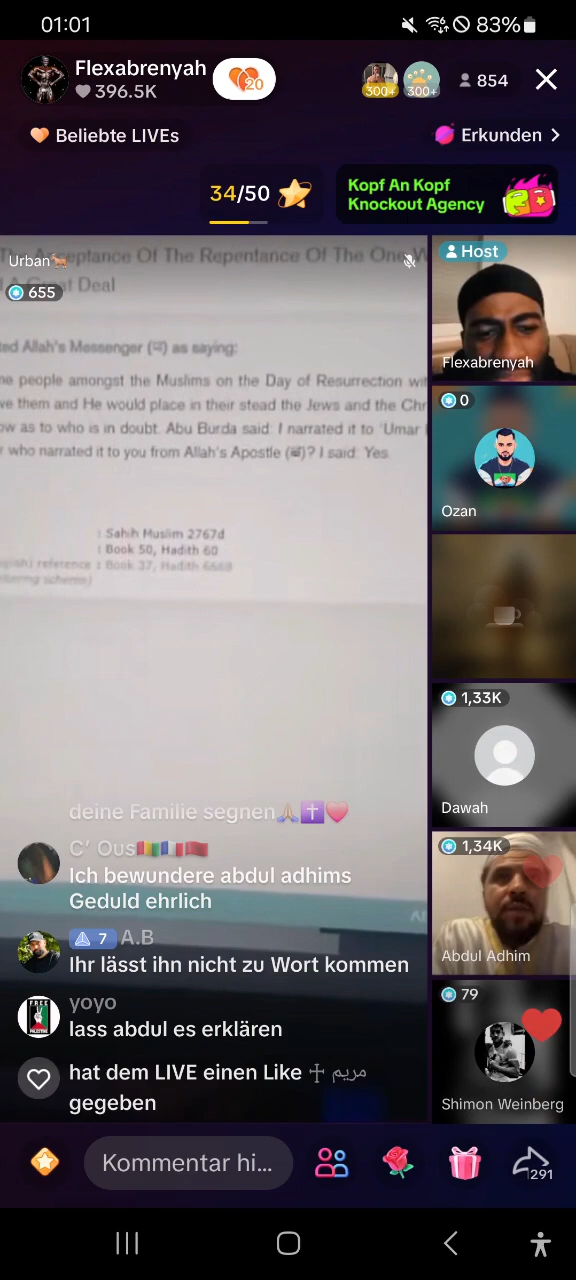 01:01
83%
Flexabrenyah
396.5K
20
300+
300+
854
Beliebte LIVEs
Erkunden
34/50
Kopf An Kopf
Knockout Agency
The Acceptance Of The Repentance Of The One W
Urban
Great Deal
655
ted Allah's Messenger (ﷺ) as saying:
people amongst the Muslims on the Day of Resurrection
ve them and He would place in their stead the Jews and the Chr
ow as to who is in doubt. Abu Burda said: I narrated it to 'Umar
who narrated it to you from Allah's Apostle (ﷺ)? I said: Yes.
: Sahih Muslim 2767d
: Book 50, Hadith 60
reference : Book 37, Hadith 6668
Host
Flexabrenyah
0
Ozan
1,33K
Dawah
1,34K
Abdul Adhim
79
Shimon Weinberg
deine Familie segnen🙏🏼✝️❤️
C' Ous🇬🇳🇫🇷🇲🇦
Ich bewundere abdul adhims
Geduld ehrlich
7 A.B
Ihr lässt ihn nicht zu Wort kommen
FREE
yoyo
lass abdul es erklären
hat dem LIVE einen Like ☩ مريم
gegeben
Kommentar hi...
291